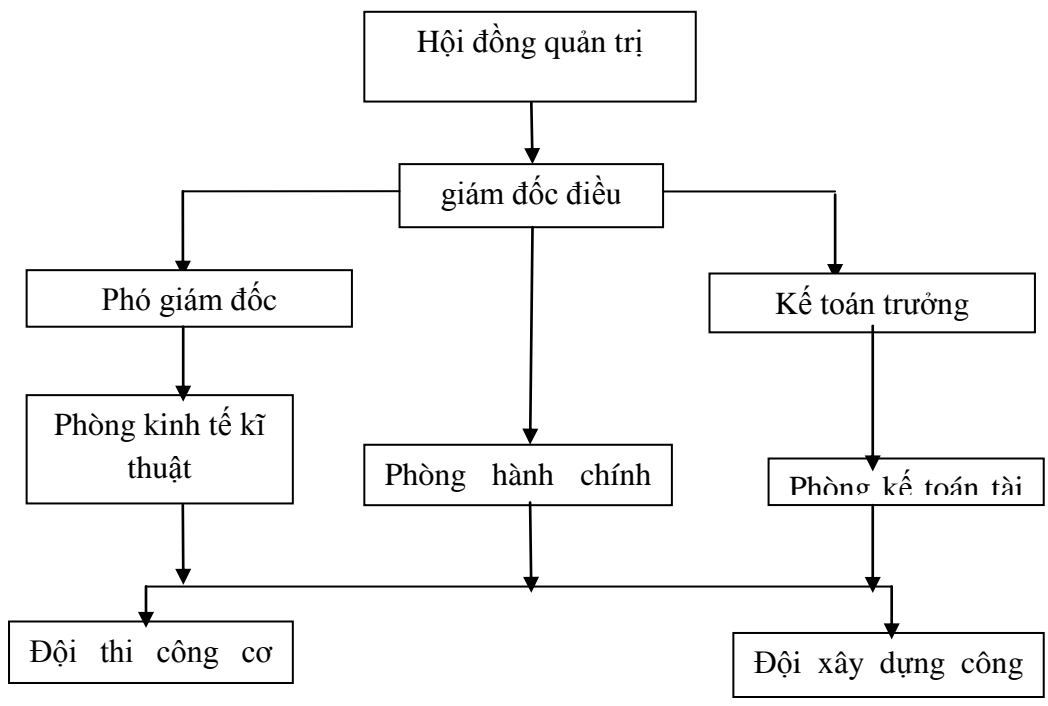 Hội đồng quản trị
giám đốc điều
Phó giám đốc
Kế toán trưởng
Phòng kinh tế kĩ
thuật
Phòng hành chính
Phòng kế toán tài
Đội thi công cơ
Đội xây dựng công